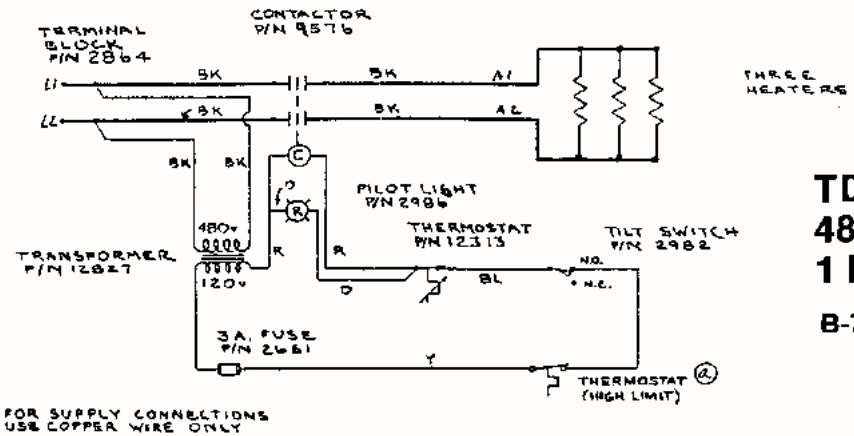 CONTACTOR
P/N 9576
TERMINAL
BLOCK
P/N 2864
L1
BK
BK
A1
THREE
HEATERS
L2
BK
BK
A2
BK
BK
C
O
PILOT LIGHT
P/N 2986
R
480V
THERMOSTAT
P/N 12313
TILT SWITCH
P/N 2982
TRANSFORMER
P/N 12827
R
R
N.O.
120V
O
BL
N.C.
3A. FUSE
P/N 2681
Y
THERMOSTAT a
(HIGH LIMIT)
FOR SUPPLY CONNECTIONS
USE COPPER WIRE ONLY
TD
48
1
B-